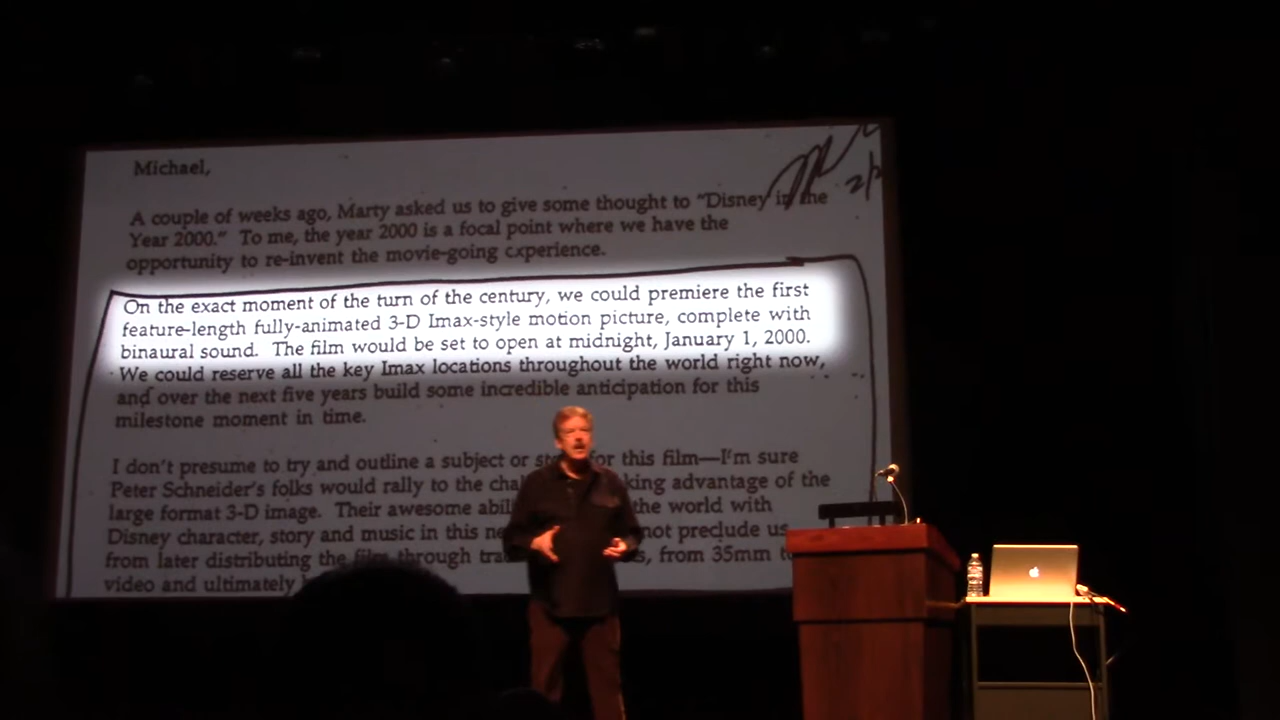 Michael,
A couple of weeks ago, Marty asked us to give some thought to "Disney in the
Year 2000." To me, the year 2000 is a focal point where we have the
opportunity to re-invent the movie-going experience.
On the exact moment of the turn of the century, we could premiere the first
feature-length fully-animated 3-D Imax-style motion picture, complete with
binaural sound. The film would be set to open at midnight, January 1, 2000.
We could reserve all the key Imax locations throughout the world right now,
and over the next five years build some incredible anticipation for this
milestone moment in time.
I don't presume to try and outline a subject or for this film—I'm sure
Peter Schneider's folks would rally to the advantage of the
large format 3-D image. Their awesome the world with
Disney character, story and music in this not preclude us
from later distributing the film through from 35mm
video and ultimately